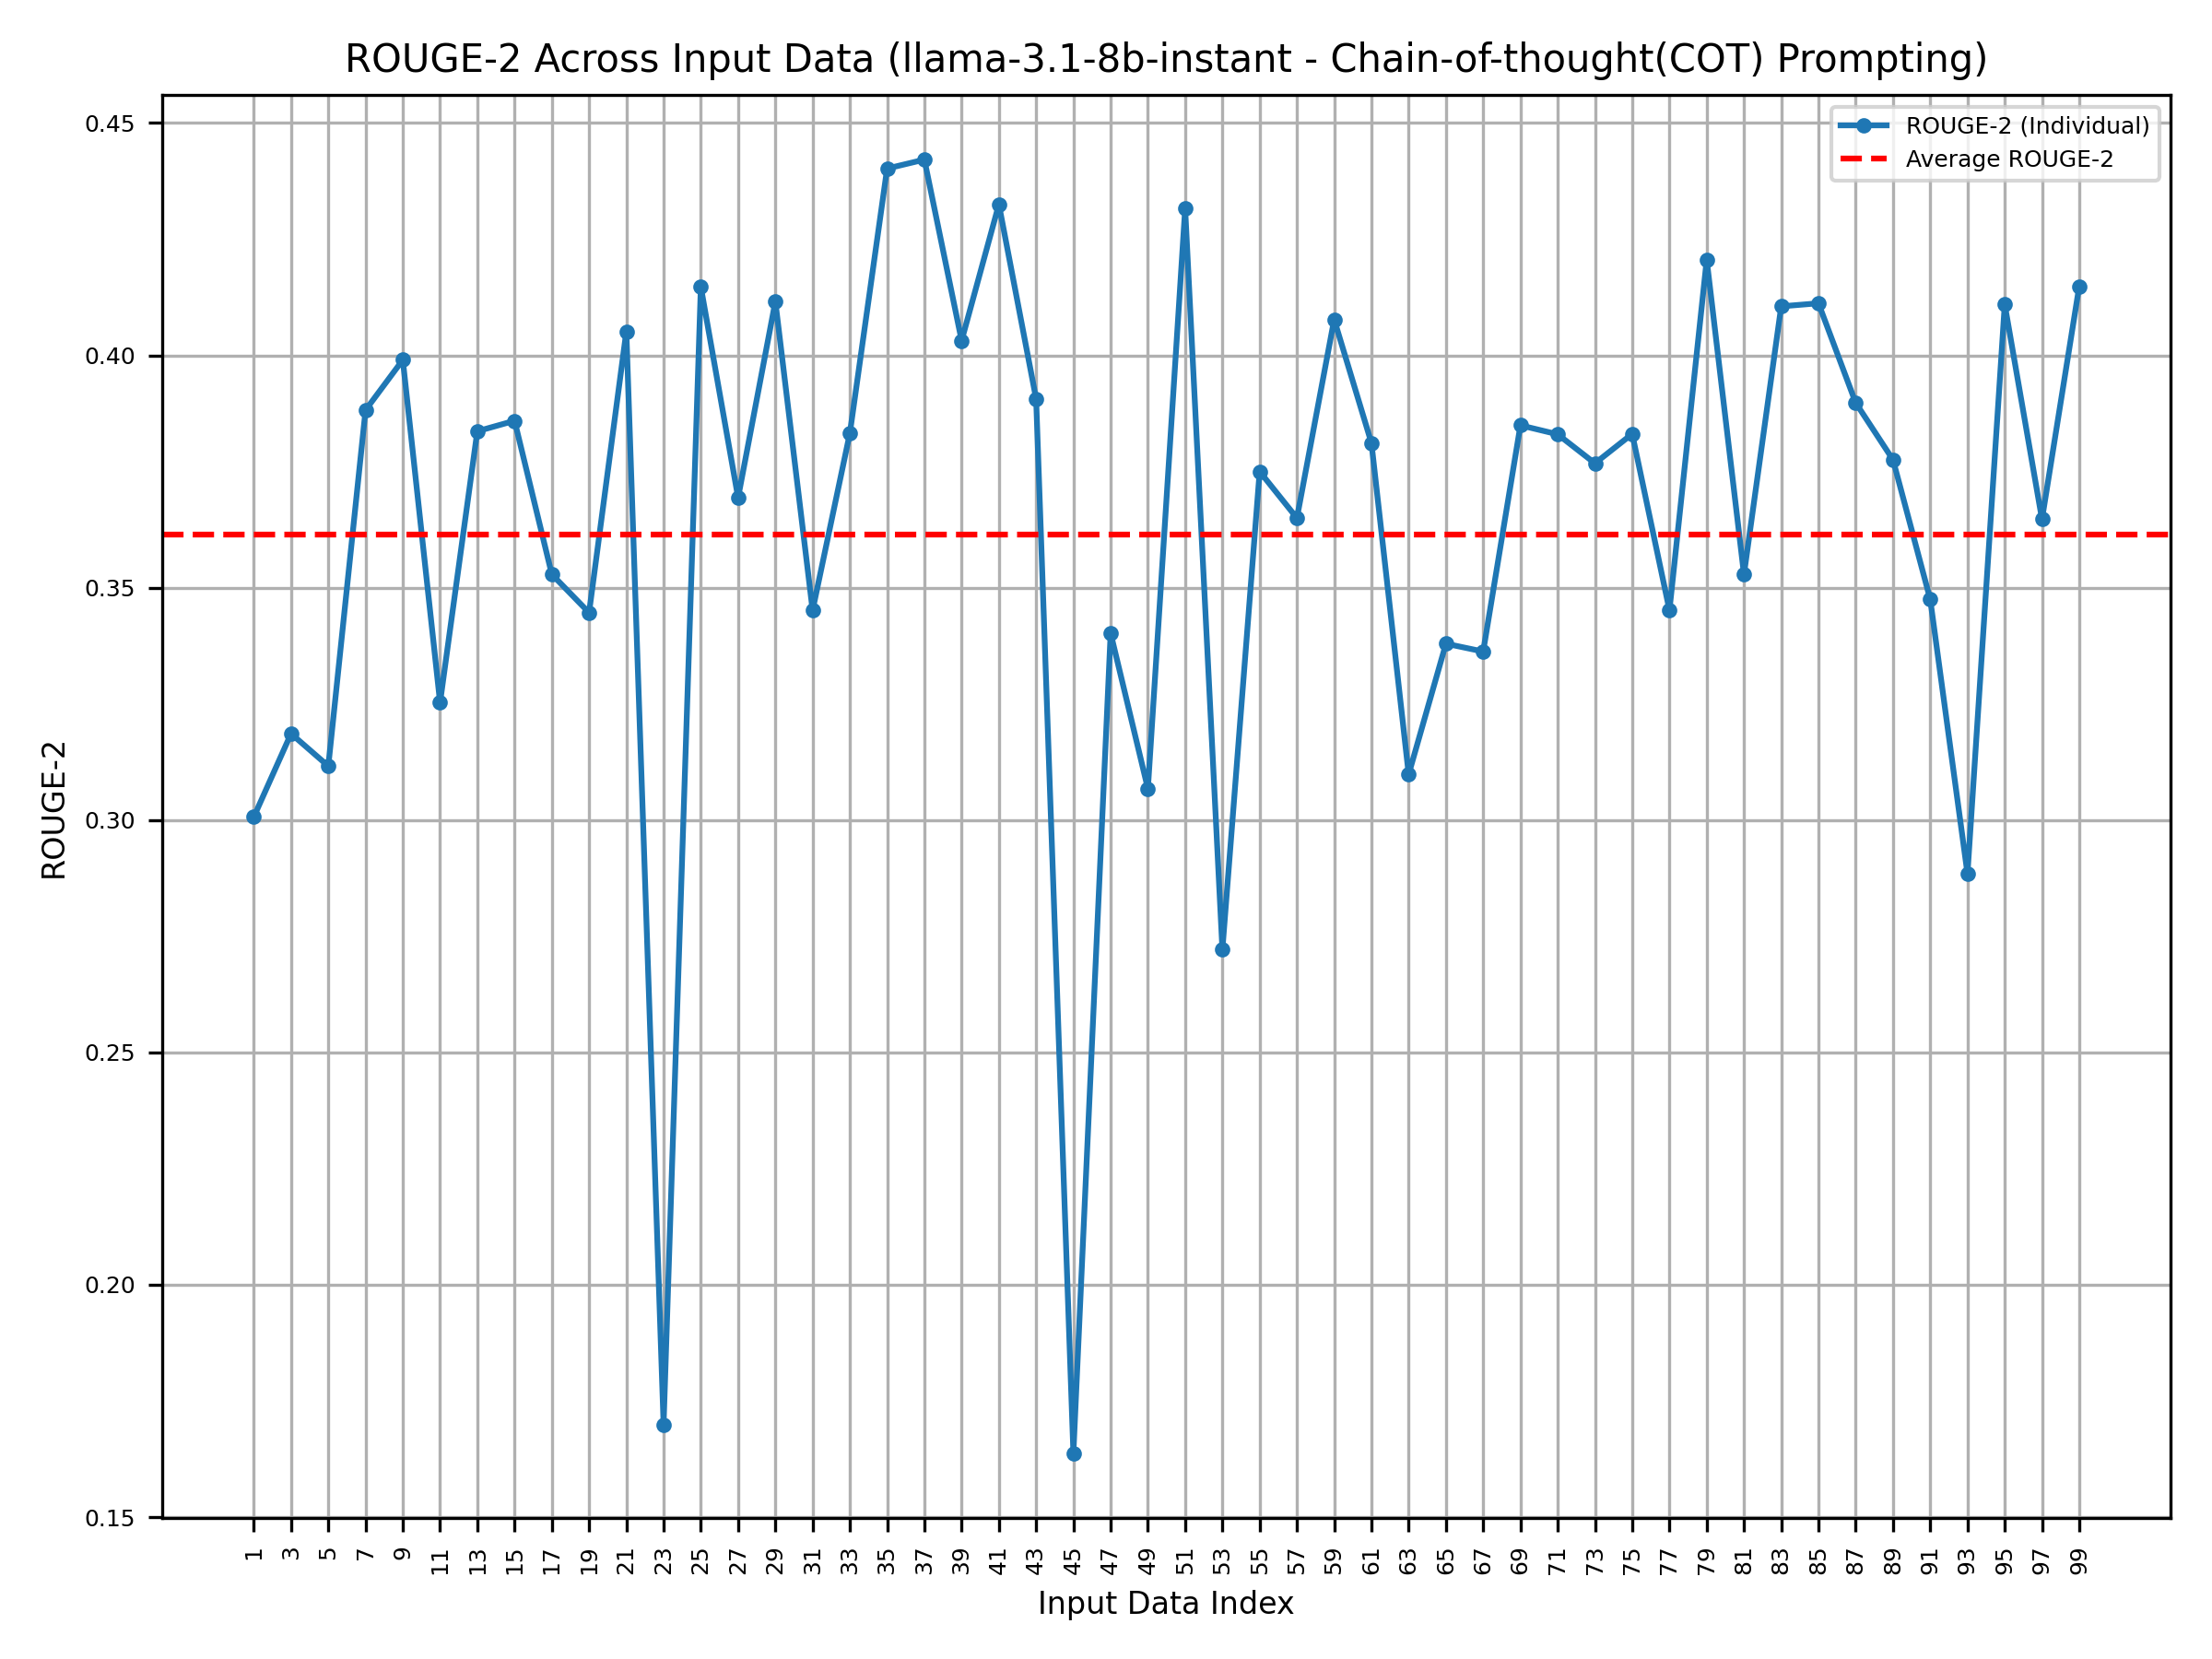 ROUGE-2 Across Input Data (llama-3.1-8b-instant - Chain-of-thought(COT) Prompting)
ROUGE-2 (Individual)
Average ROUGE-2
0.45
0.40
0.35
0.30
0.25
0.20
0.15
ROUGE-2
1 3 5 7 9 11 13 15 17 19 21 23 25 27 29 31 33 35 37 39 41 43 45 47 49 51 53 55 57 59 61 63 65 67 69 71 73 75 77 79 81 83 85 87 89 91 93 95 97 99
Input Data Index